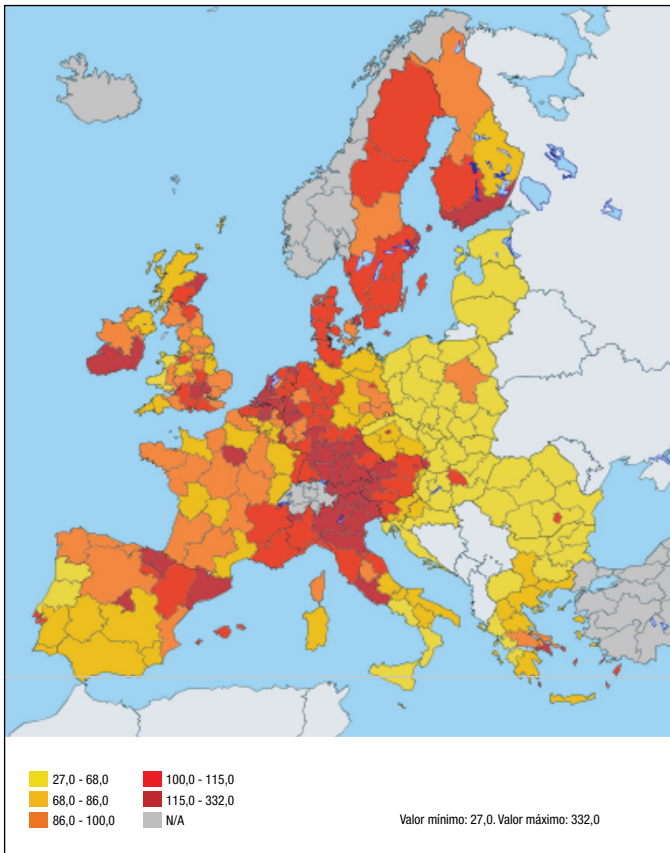 27,0 - 68,0
68,0 - 86,0
86,0 - 100,0
100,0 - 115,0
115,0 - 332,0
N/A
Valor mínimo: 27,0. Valor máximo: 332,0